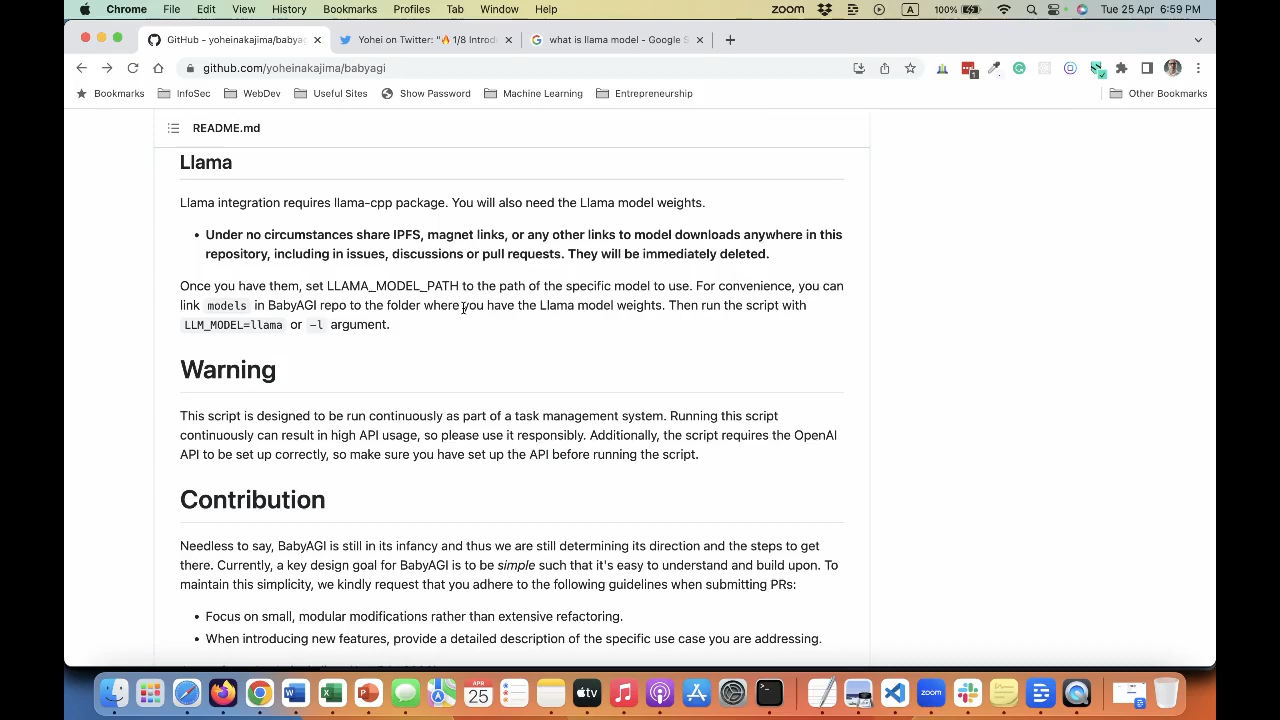 Chrome File Edit View History Bookmarks Profiles Tab Window Help zoom A 100% Tue 25 Apr 6:59 PM
GitHub - yoheinakajima/babyag Yohei on Twitter: "🔥1/8 Introd what is llama model - Google S
github.com/yoheinakajima/babyagi
Bookmarks InfoSec WebDev Useful Sites Show Password Machine Learning Entrepreneurship Other Bookmarks
README.md
Llama
Llama integration requires llama-cpp package. You will also need the Llama model weights.
• Under no circumstances share IPFS, magnet links, or any other links to model downloads anywhere in this
repository, including in issues, discussions or pull requests. They will be immediately deleted.
Once you have them, set LLAMA_MODEL_PATH to the path of the specific model to use. For convenience, you can
link models in BabyAGI repo to the folder where you have the Llama model weights. Then run the script with
LLM_MODEL=llama or -l argument.
Warning
This script is designed to be run continuously as part of a task management system. Running this script
continuously can result in high API usage, so please use it responsibly. Additionally, the script requires the OpenAI
API to be set up correctly, so make sure you have set up the API before running the script.
Contribution
Needless to say, BabyAGI is still in its infancy and thus we are still determining its direction and the steps to get
there. Currently, a key design goal for BabyAGI is to be simple such that it's easy to understand and build upon. To
maintain this simplicity, we kindly request that you adhere to the following guidelines when submitting PRs:
• Focus on small, modular modifications rather than extensive refactoring.
• When introducing new features, provide a detailed description of the specific use case you are addressing.
APR
25
tv
zoom